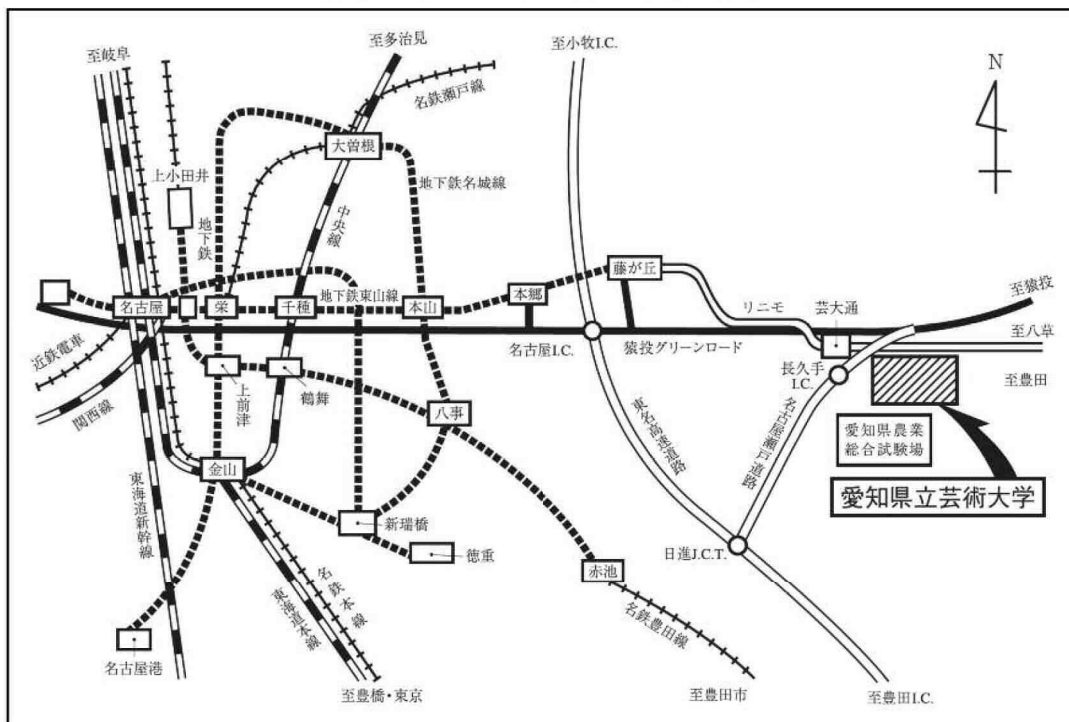 至岐阜
至多治見
至小牧I.C.
N
名鉄瀬戸線
大曽根
上小田井
地下鉄名城線
地下鉄
中央線
藤が丘
本郷
リニモ
芸大通
至猿投
名古屋
栄
千種
地下鉄東山線
本山
至八草
名古屋I.C.
猿投グリーンロード
近鉄電車
関西線
上前津
鶴舞
長久手
I.C.
至豊田
八事
東名高速道路
名古屋瀬戸道路
愛知県農業
総合試験場
金山
愛知県立芸術大学
東海道新幹線
新瑞橋
徳重
日進J.C.T.
赤池
名鉄本線
東海道本線
名鉄豊田線
名古屋港
至豊橋・東京
至豊田市
至豊田I.C.